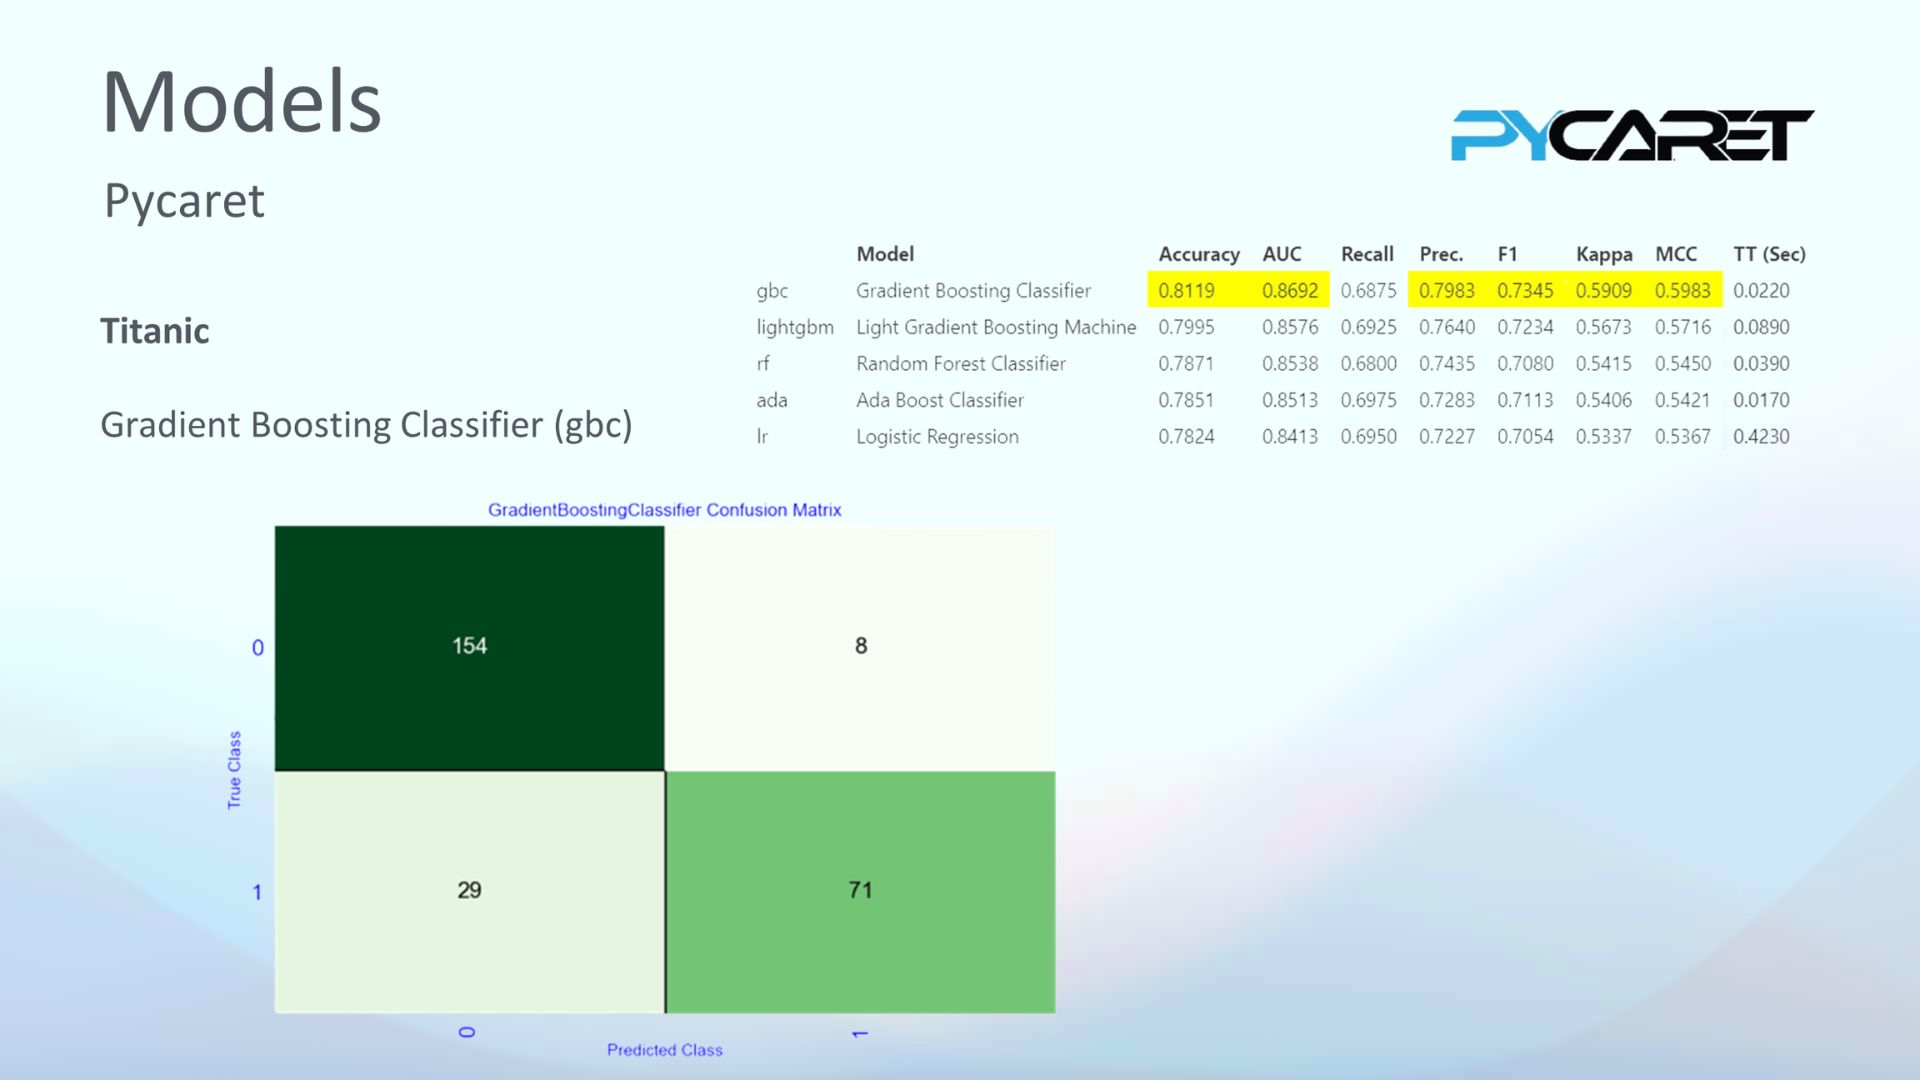 Models
PYCARET
Pycaret
Model Accuracy AUC Recall Prec. F1 Kappa MCC TT (Sec)
gbc Gradient Boosting Classifier 0.8119 0.8692 0.6875 0.7983 0.7345 0.5909 0.5983 0.0220
lightgbm Light Gradient Boosting Machine 0.7995 0.8576 0.6925 0.7640 0.7234 0.5673 0.5716 0.0890
rf Random Forest Classifier 0.7871 0.8538 0.6800 0.7435 0.7080 0.5415 0.5450 0.0390
ada Ada Boost Classifier 0.7851 0.8513 0.6975 0.7283 0.7113 0.5406 0.5421 0.0170
lr Logistic Regression 0.7824 0.8413 0.6950 0.7227 0.7054 0.5337 0.5367 0.4230
Titanic
Gradient Boosting Classifier (gbc)
GradientBoostingClassifier Confusion Matrix
0 154 8
True Class
1 29 71
0 1
Predicted Class